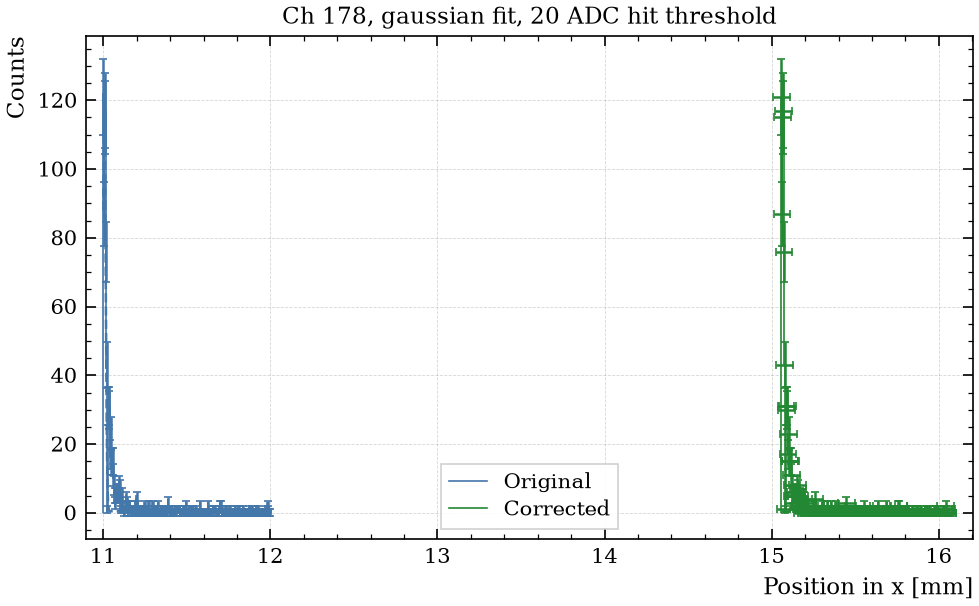 Ch 178, gaussian fit, 20 ADC hit threshold
Counts
120
100
80
60
40
20
0
Original
Corrected
11 12 13 14 15 16
Position in x [mm]